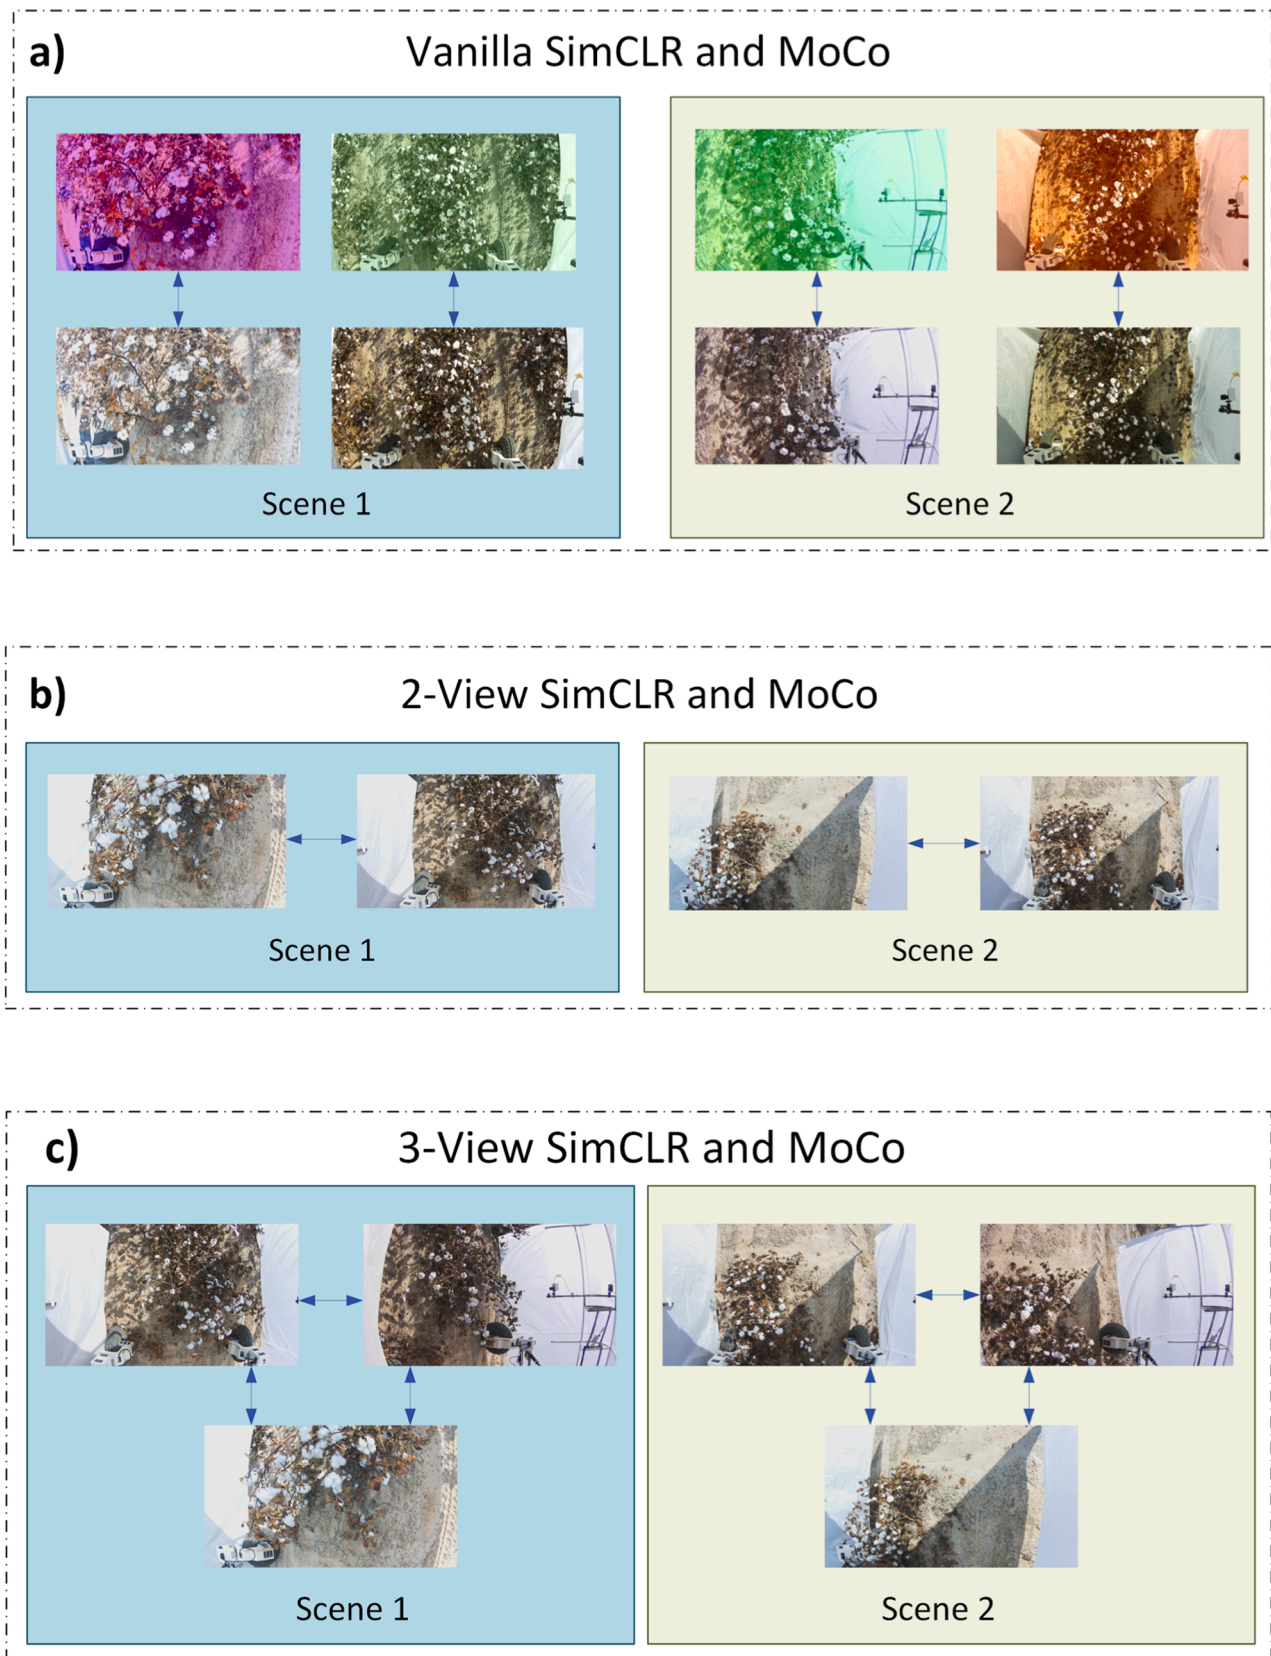 a)
Vanilla SimCLR and MoCo
Scene 1
Scene 2
b)
2-View SimCLR and MoCo
Scene 1
Scene 2
c)
3-View SimCLR and MoCo
Scene 1
Scene 2